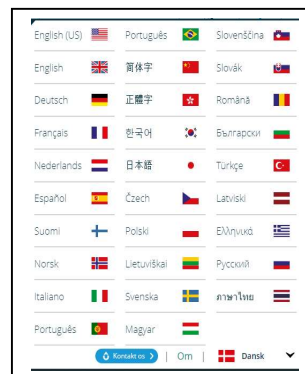 English (US) Português Slovenščina
English 简体字 Slovák
Deutsch 正體字 Română
Français 한국어 Български
Nederlands 日本語 Türkçe
Español Čzech Latviski
Suomi Polski Ελληνικά
Norsk Lietuviškai Русский
Italiano Svenska ภาษาไทย
Português Magyar
Kontakt os Om Dansk